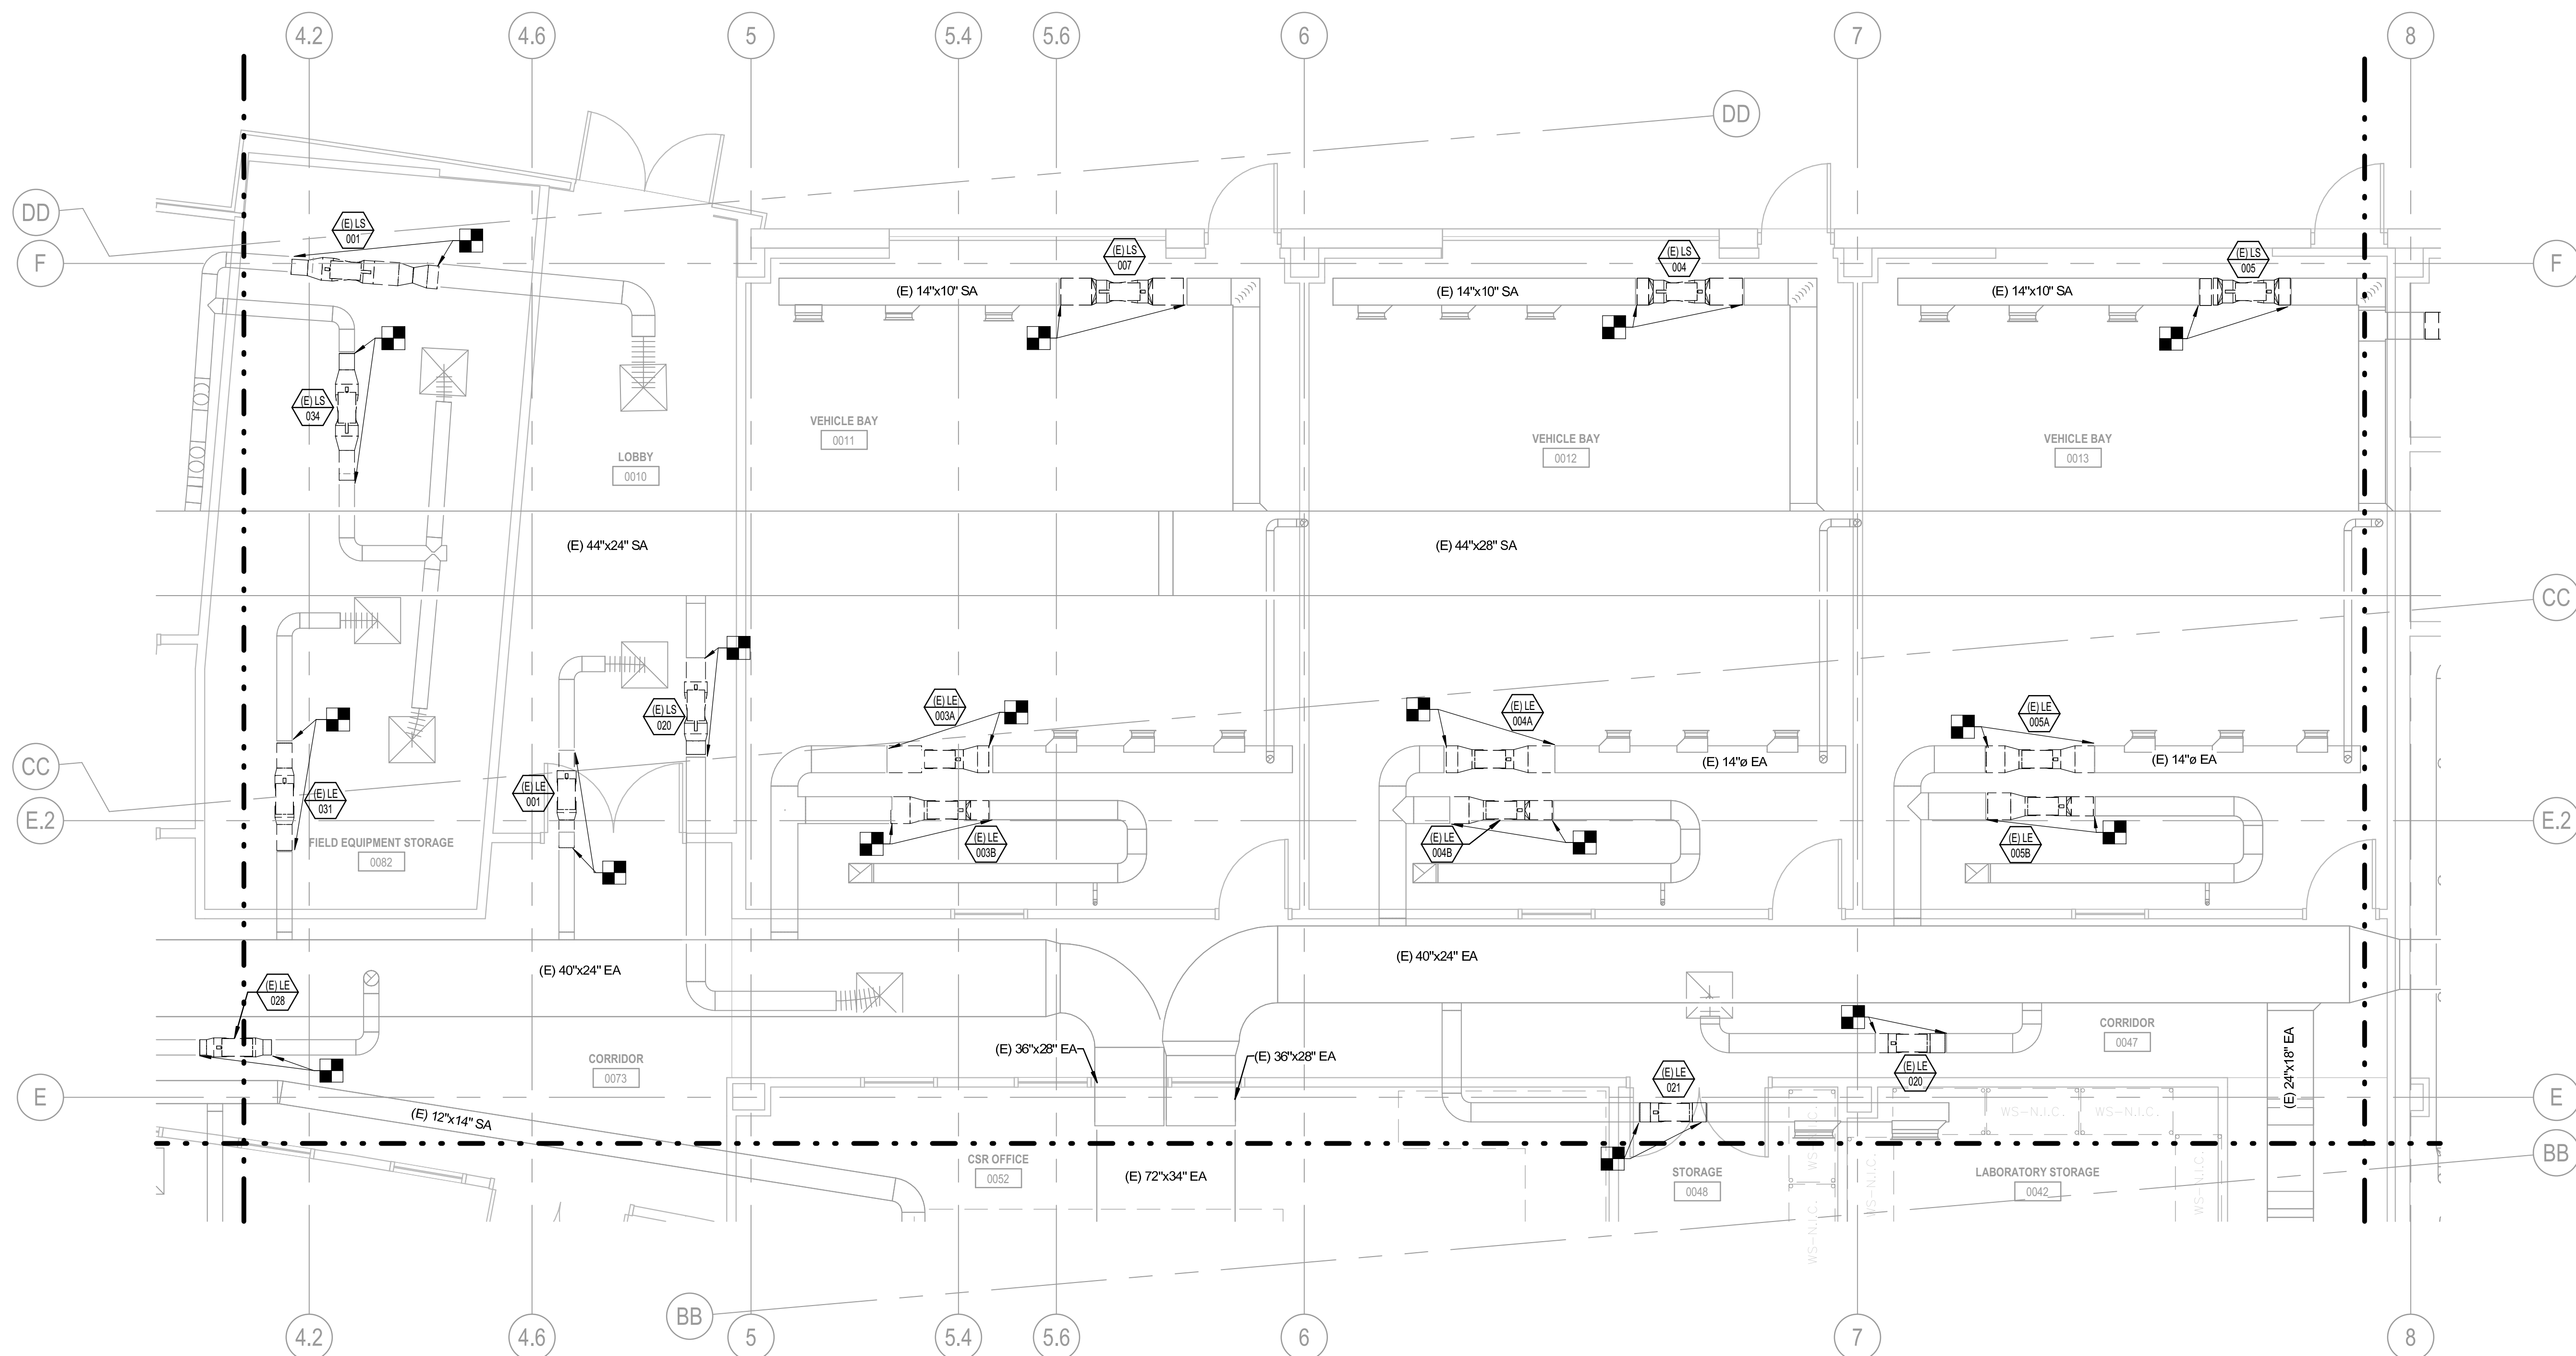 4.2
4.6
5
5.4
5.6
6
7
8
DD
DD
F
F
(E) LS
001
(E) LS
007
(E) LS
004
(E) LS
005
(E) 14"x10" SA
(E) 14"x10" SA
(E) 14"x10" SA
(E) LS
034
VEHICLE BAY
0011
VEHICLE BAY
0012
VEHICLE BAY
0013
LOBBY
0010
(E) 44"x24" SA
(E) 44"x28" SA
CC
(E) LS
020
(E) LE
003A
(E) LE
004A
(E) LE
005A
CC
(E) 14"ø EA
(E) 14"ø EA
(E) LE
031
(E) LE
001
E.2
E.2
FIELD EQUIPMENT STORAGE
0082
(E) LE
003B
(E) LE
004B
(E) LE
005B
(E) 40"x24" EA
(E) 40"x24" EA
(E) LE
028
CORRIDOR
0073
(E) 36"x28" EA
(E) 36"x28" EA
CORRIDOR
0047
(E) 24"x18" EA
(E) LE
021
(E) LE
020
E
E
(E) 12"x14" SA
WS-N.I.C.
WS-N.I.C.
WS-N.I.C.
WS-N.I.C.
WS-N.I.C.
WS-N.I.C.
BB
CSR OFFICE
0052
(E) 72"x34" EA
STORAGE
0048
LABORATORY STORAGE
0042
BB
4.2
4.6
5
5.4
5.6
6
7
8